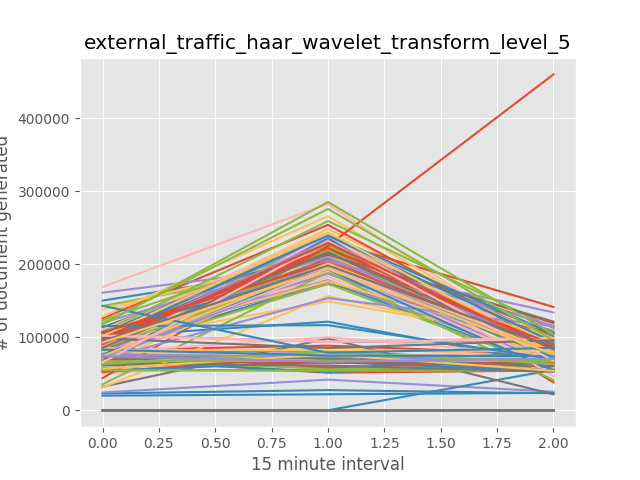 external_traffic_haar_wavelet_transform_level_5
# of document generated
400000
300000
200000
100000
0
0.00 0.25 0.50 0.75 1.00 1.25 1.50 1.75 2.00
15 minute interval